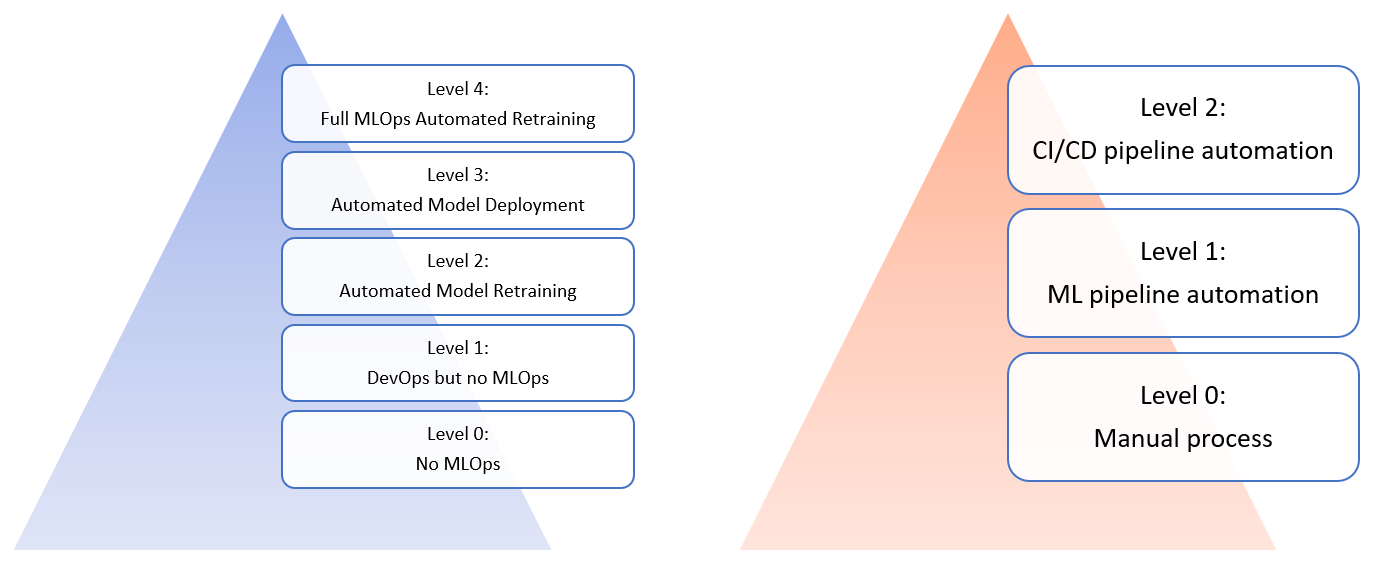 Level 4:
Full MLOps Automated Retraining
Level 3:
Automated Model Deployment
Level 2:
Automated Model Retraining
Level 1:
DevOps but no MLOps
Level 0:
No MLOps
Level 2:
CI/CD pipeline automation
Level 1:
ML pipeline automation
Level 0:
Manual process